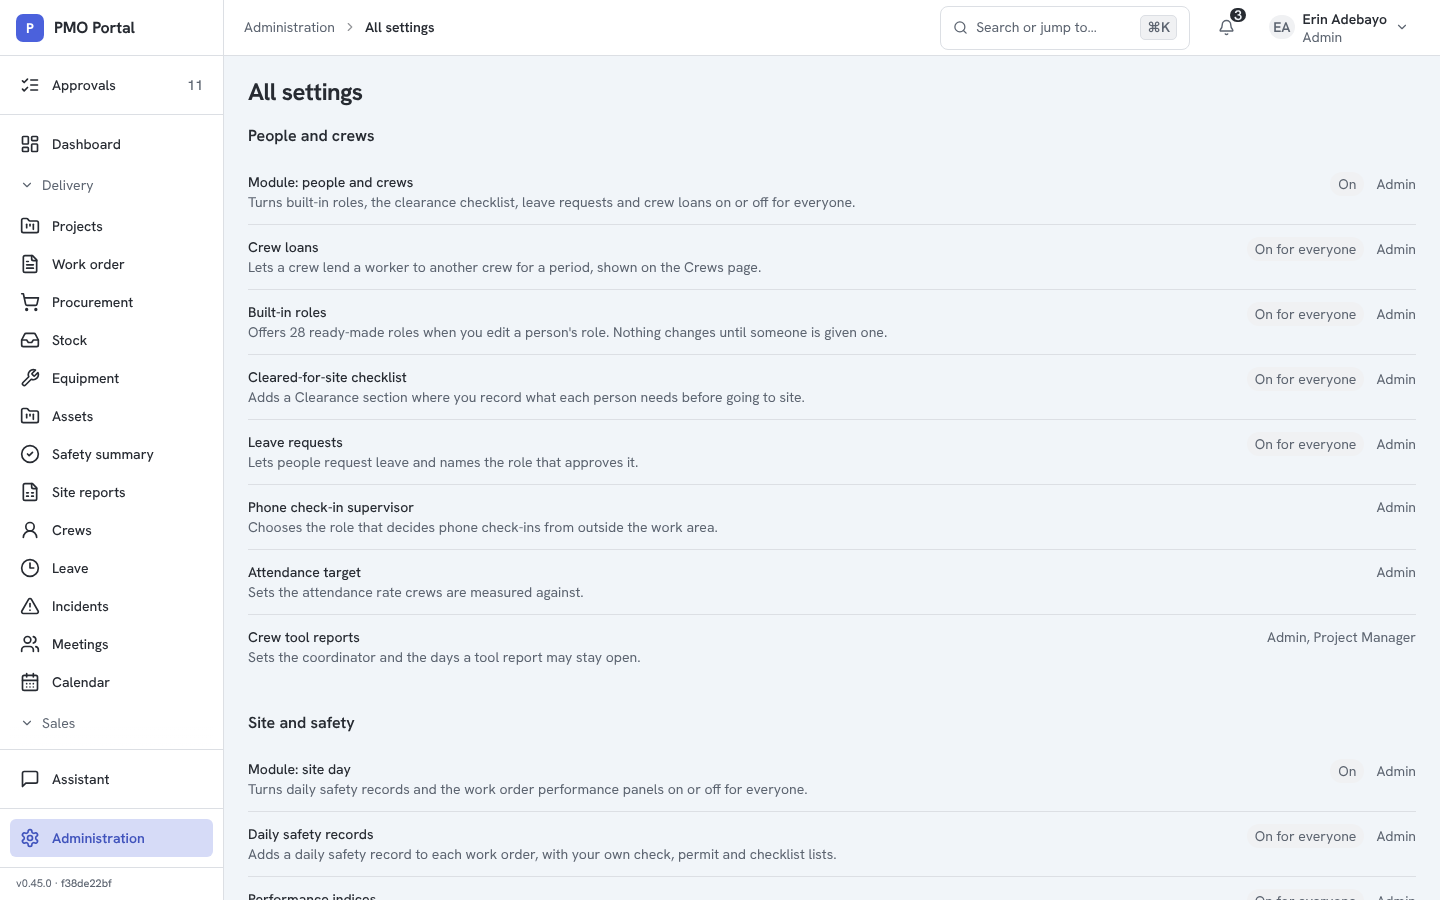 P PMO Portal
Administration > All settings
Search or jump to... ⌘K
3
EA Erin Adebayo
Admin
Approvals 11
Dashboard
Delivery
Projects
Work order
Procurement
Stock
Equipment
Assets
Safety summary
Site reports
Crews
Leave
Incidents
Meetings
Calendar
Sales
Assistant
Administration
v0.45.0 · f38de22bf
All settings
People and crews
Module: people and crews On Admin
Turns built-in roles, the clearance checklist, leave requests and crew loans on or off for everyone.
Crew loans On for everyone Admin
Lets a crew lend a worker to another crew for a period, shown on the Crews page.
Built-in roles On for everyone Admin
Offers 28 ready-made roles when you edit a person's role. Nothing changes until someone is given one.
Cleared-for-site checklist On for everyone Admin
Adds a Clearance section where you record what each person needs before going to site.
Leave requests On for everyone Admin
Lets people request leave and names the role that approves it.
Phone check-in supervisor Admin
Chooses the role that decides phone check-ins from outside the work area.
Attendance target Admin
Sets the attendance rate crews are measured against.
Crew tool reports Admin, Project Manager
Sets the coordinator and the days a tool report may stay open.
Site and safety
Module: site day On Admin
Turns daily safety records and the work order performance panels on or off for everyone.
Daily safety records On for everyone Admin
Adds a daily safety record to each work order, with your own check, permit and checklist lists.
Performance indices On for everyone Admin